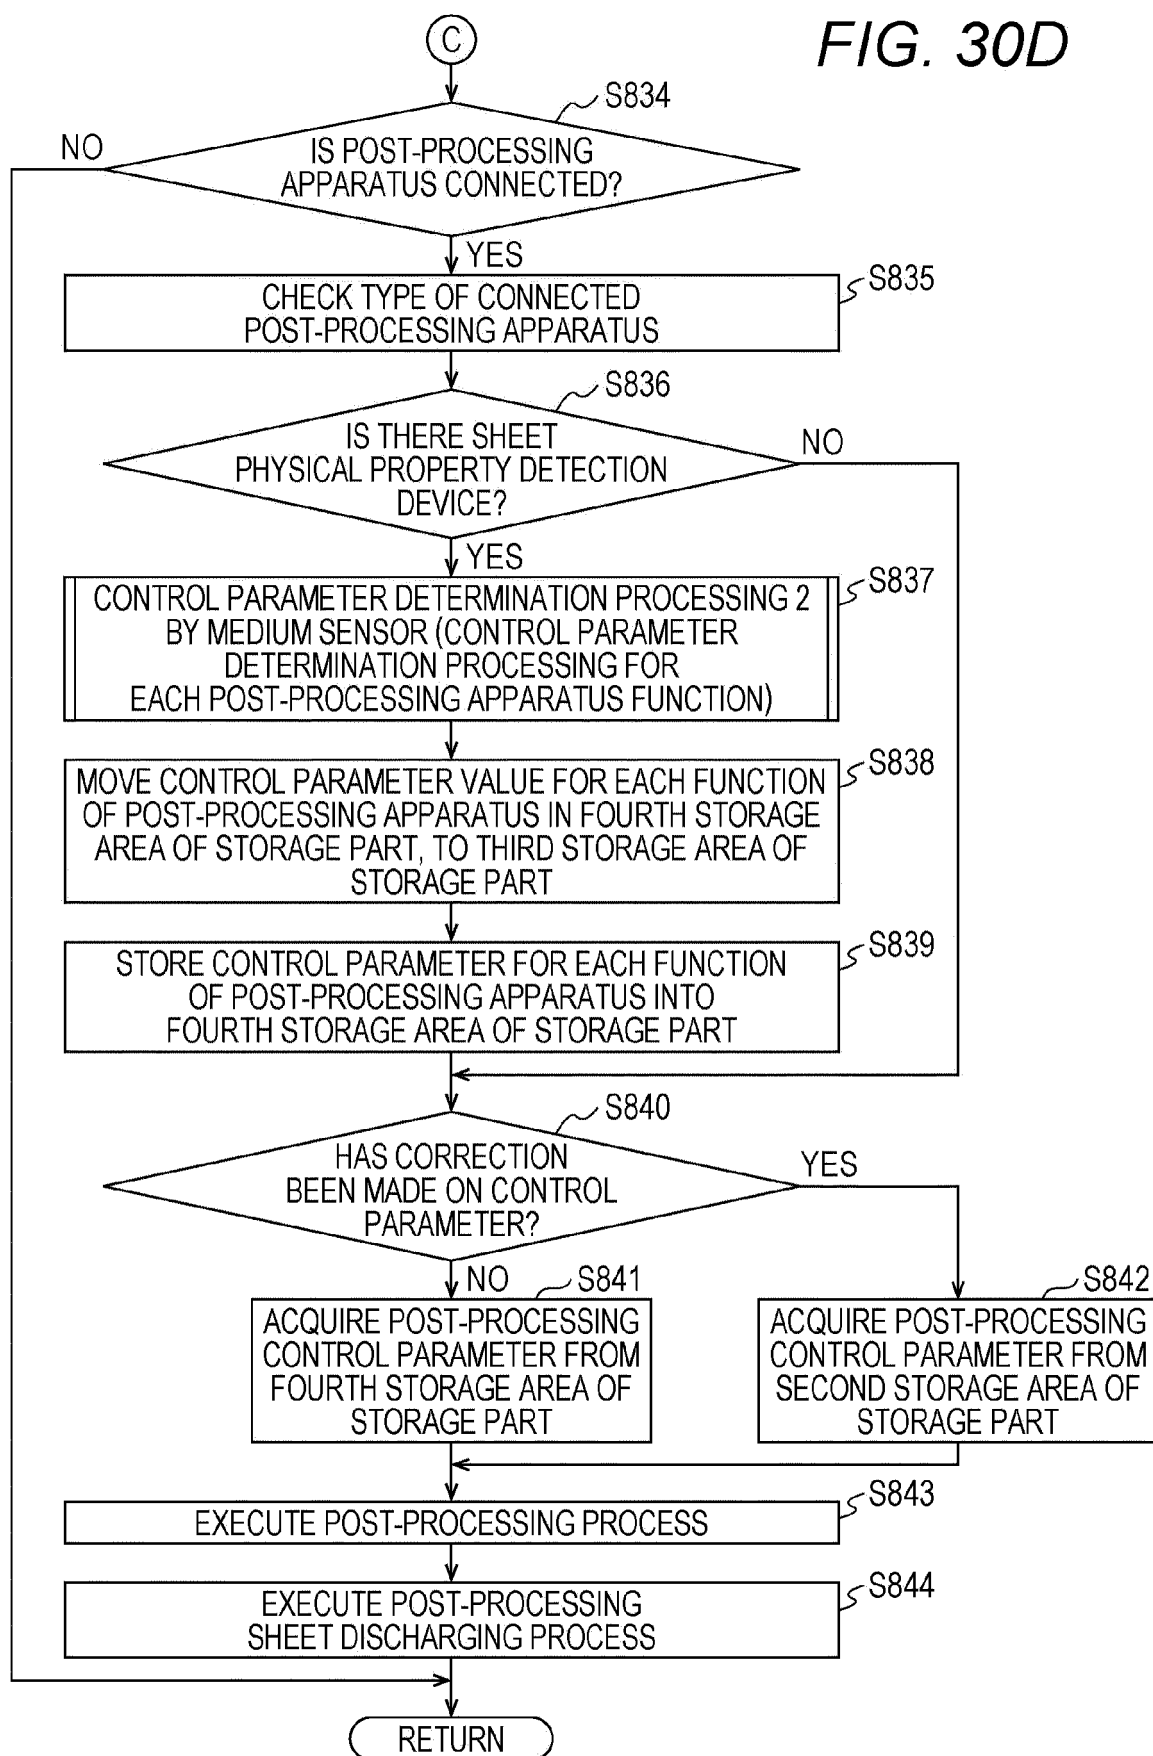 FIG. 30D
C
S834
NO
IS POST-PROCESSING
APPARATUS CONNECTED?
YES
S835
CHECK TYPE OF CONNECTED
POST-PROCESSING APPARATUS
S836
IS THERE SHEET
PHYSICAL PROPERTY DETECTION
DEVICE?
NO
YES
S837
CONTROL PARAMETER DETERMINATION PROCESSING 2
BY MEDIUM SENSOR (CONTROL PARAMETER
DETERMINATION PROCESSING FOR
EACH POST-PROCESSING APPARATUS FUNCTION)
S838
MOVE CONTROL PARAMETER VALUE FOR EACH FUNCTION
OF POST-PROCESSING APPARATUS IN FOURTH STORAGE
AREA OF STORAGE PART, TO THIRD STORAGE AREA OF
STORAGE PART
S839
STORE CONTROL PARAMETER FOR EACH FUNCTION
OF POST-PROCESSING APPARATUS INTO
FOURTH STORAGE AREA OF STORAGE PART
S840
HAS CORRECTION
BEEN MADE ON CONTROL
PARAMETER?
YES
NO
S841
ACQUIRE POST-PROCESSING
CONTROL PARAMETER FROM
FOURTH STORAGE AREA OF
STORAGE PART
S842
ACQUIRE POST-PROCESSING
CONTROL PARAMETER FROM
SECOND STORAGE AREA OF
STORAGE PART
S843
EXECUTE POST-PROCESSING PROCESS
S844
EXECUTE POST-PROCESSING
SHEET DISCHARGING PROCESS
RETURN